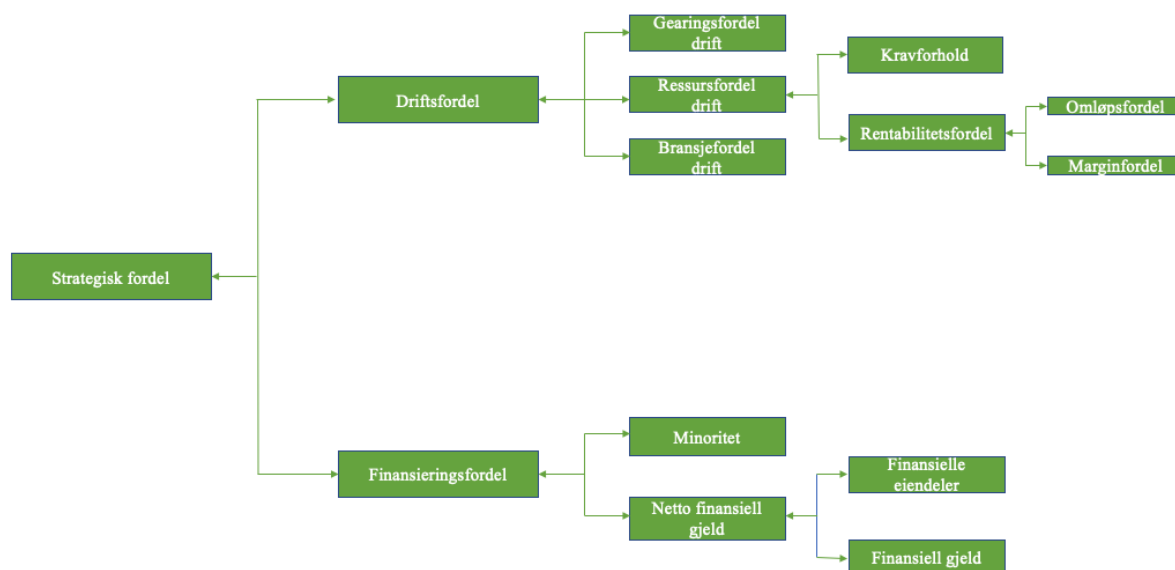 Gearingsfordel
drift
Kravforhold
Driftsfordel
Ressursfordel
drift
Omløpsfordel
Rentabilitetsfordel
Bransjefordel
drift
Marginfordel
Strategisk fordel
Minoritet
Finansieringsfordel
Finansielle
eiendeler
Netto finansiell
gjeld
Finansiell gjeld